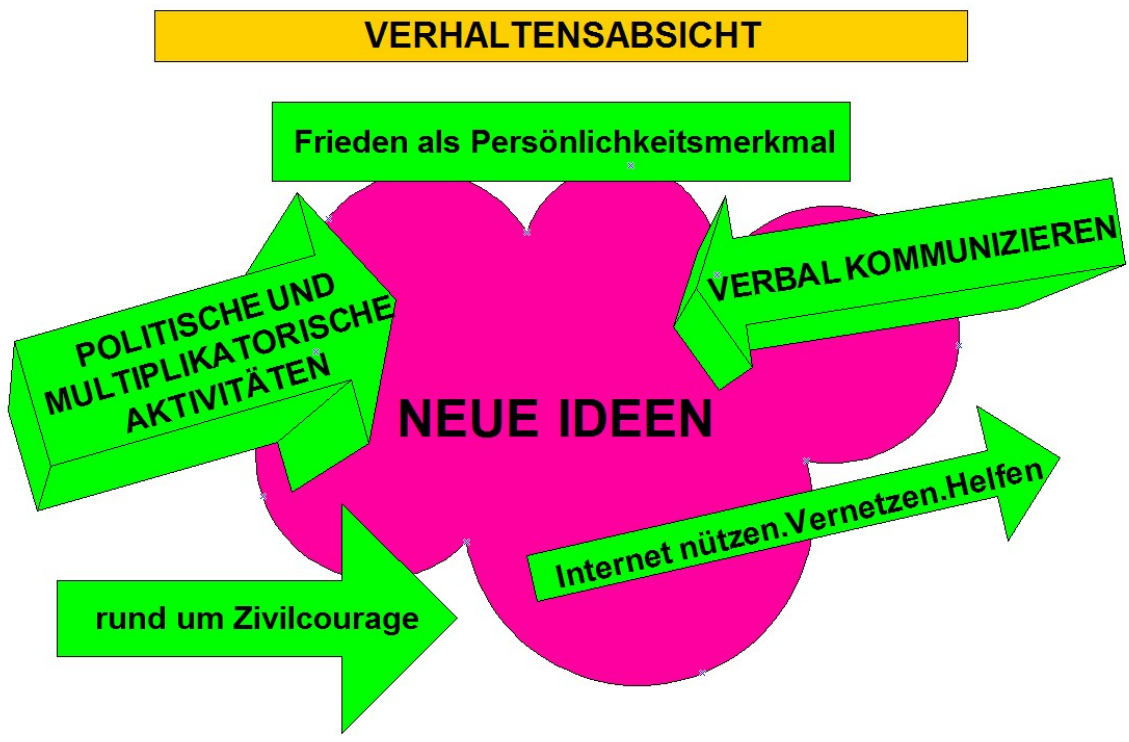 VERHALTENSABSICHT
Frieden als Persönlichkeitsmerkmal
VERBAL KOMMUNIZIEREN
POLITISCHE UND
MULTIPLIKATORISCHE
AKTIVITÄTEN
NEUE IDEEN
Internet nützen.Vernetzen.Helfen
rund um Zivilcourage